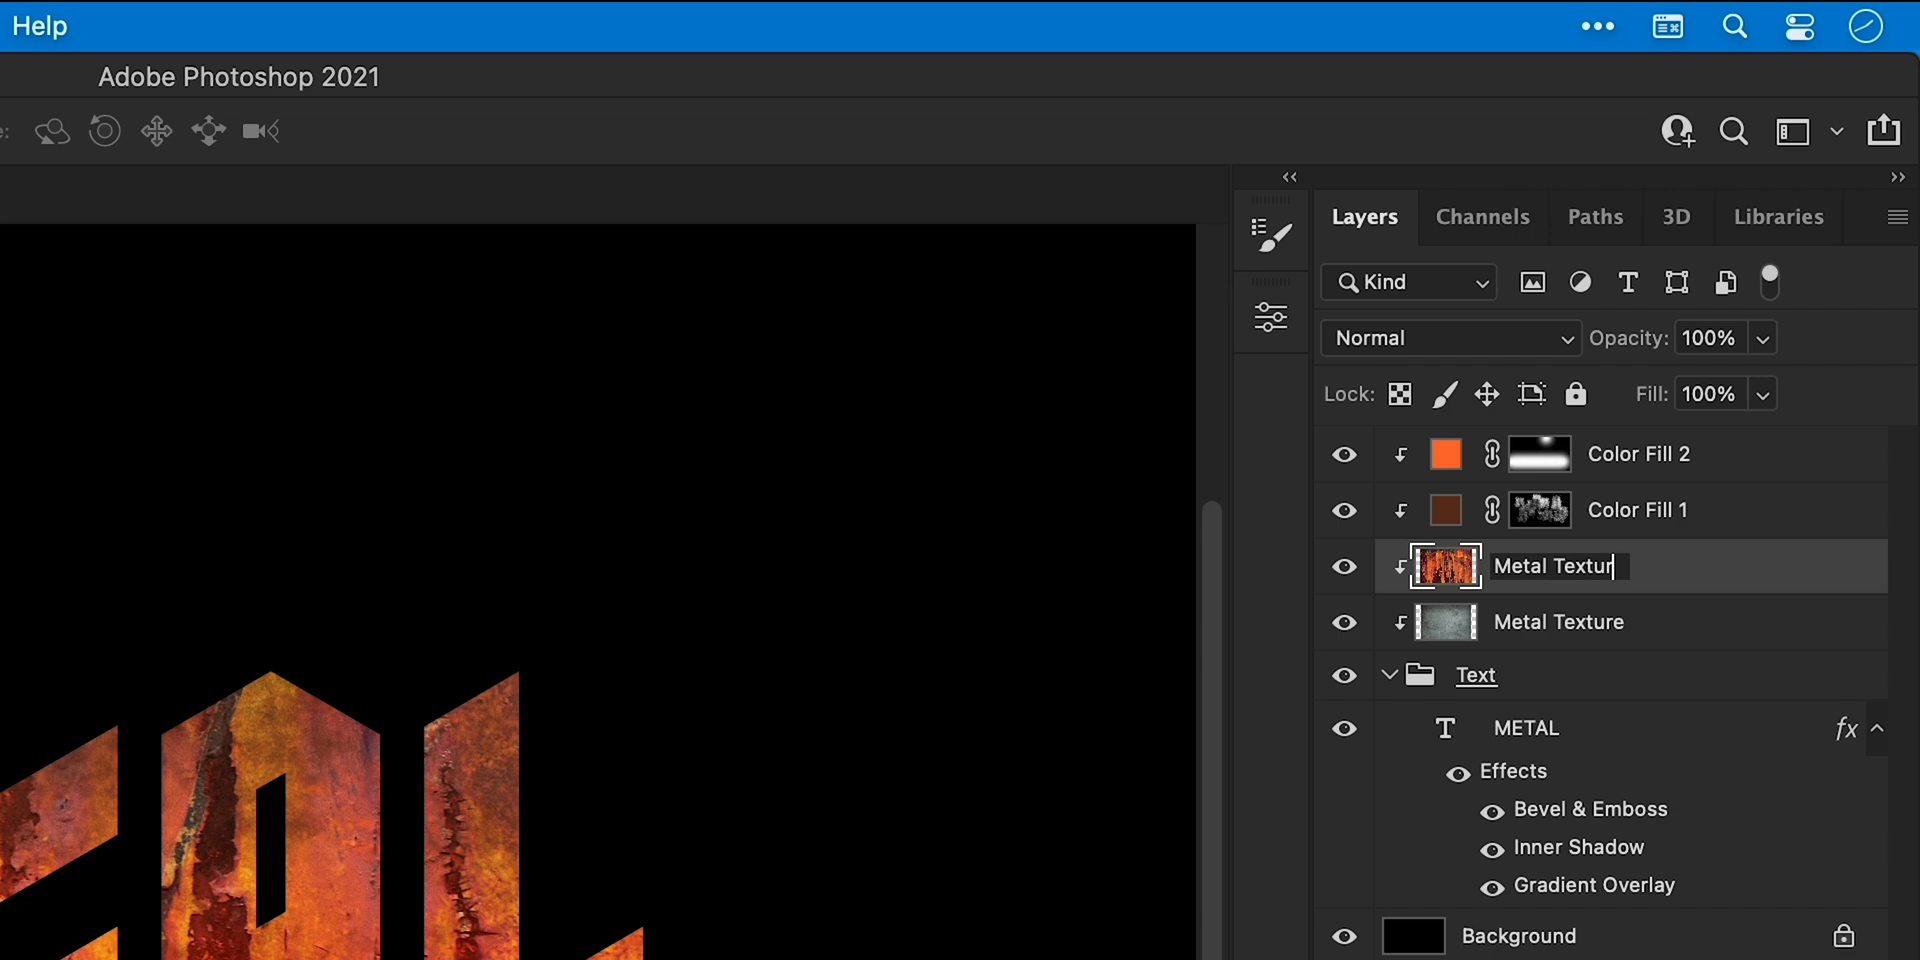 Help
Adobe Photoshop 2021
e:
Layers Channels Paths 3D Libraries
Kind
Normal Opacity: 100%
Lock: Fill: 100%
Color Fill 2
Color Fill 1
Metal Textur
Metal Texture
Text
METAL fx
Effects
Bevel & Emboss
Inner Shadow
Gradient Overlay
Background